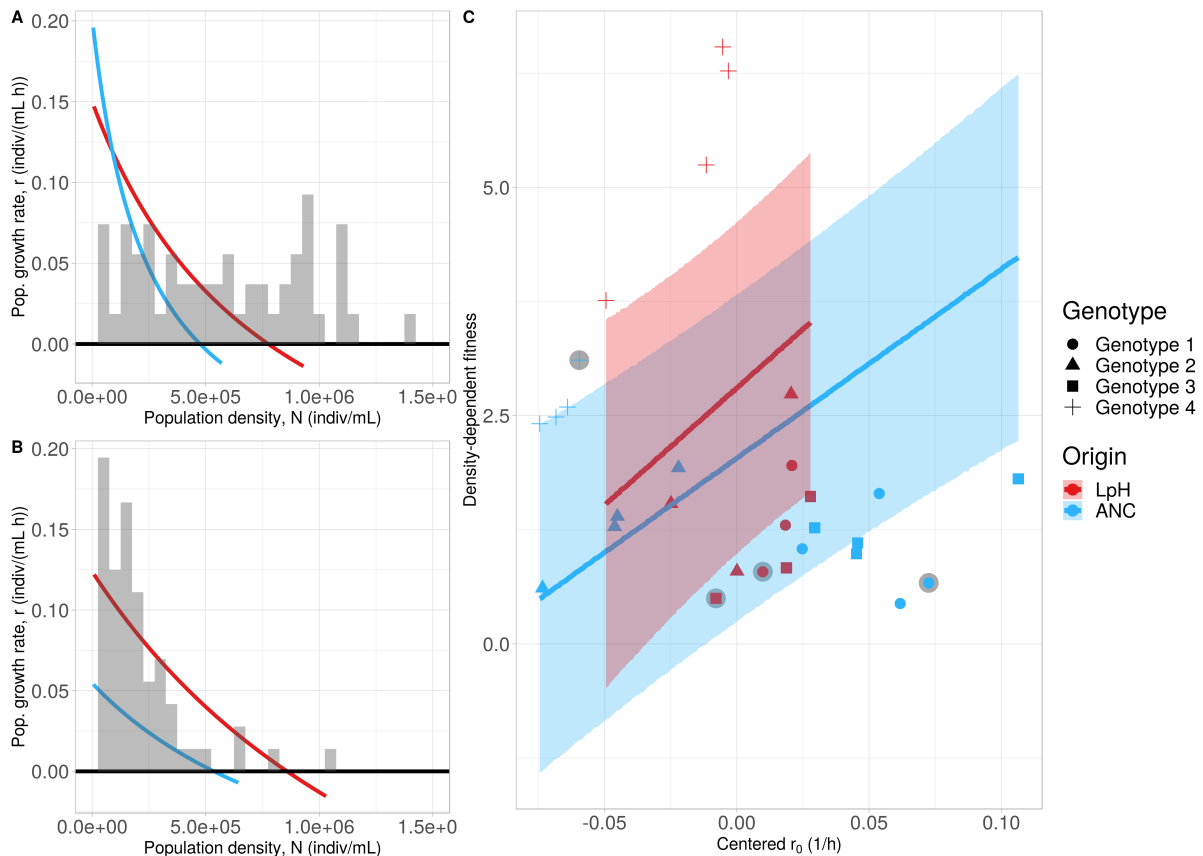 A
0.20
0.15
0.10
0.05
0.00
Pop. growth rate, r (indiv/(mL h))
0.0e+00
5.0e+05
1.0e+06
1.5e+0
Population density, N (indiv/mL)
B
0.20
0.15
0.10
0.05
0.00
Pop. growth rate, r (indiv/(mL h))
0.0e+00
5.0e+05
1.0e+06
1.5e+0
Population density, N (indiv/mL)
C
5.0
2.5
0.0
Density-dependent fitness
-0.05
0.00
0.05
0.10
Centered r₀ (1/h)
Genotype
Genotype 1
Genotype 2
Genotype 3
Genotype 4
Origin
LpH
ANC